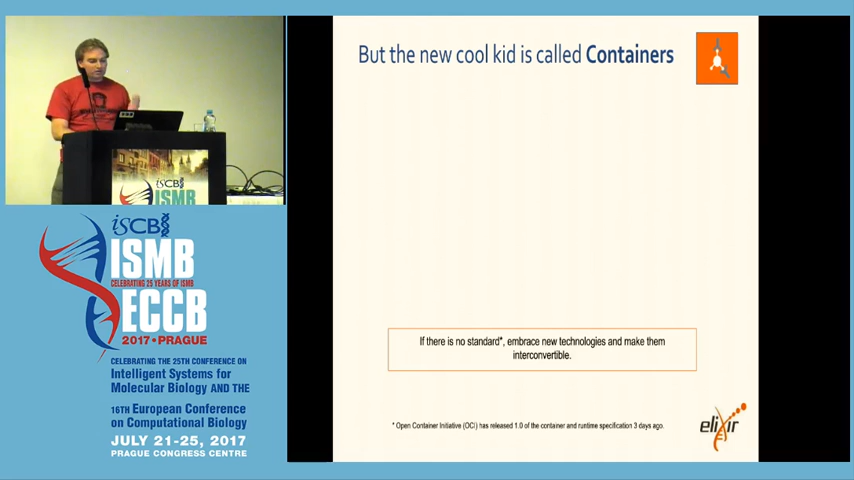 But the new cool kid is called Containers
If there is no standard*, embrace new technologies and make them
interconvertible.
* Open Container Initiative (OCI) has released 1.0 of the container and runtime specification 3 days ago.
elixir
iSCB
ISMB
iSCB
ISMB
CELEBRATING 25 YEARS OF ISMB
ECCB
2017 • PRAGUE
CELEBRATING THE 25TH CONFERENCE ON
Intelligent Systems for
Molecular Biology AND THE
16TH European Conference
on Computational Biology
JULY 21-25, 2017
PRAGUE CONGRESS CENTRE